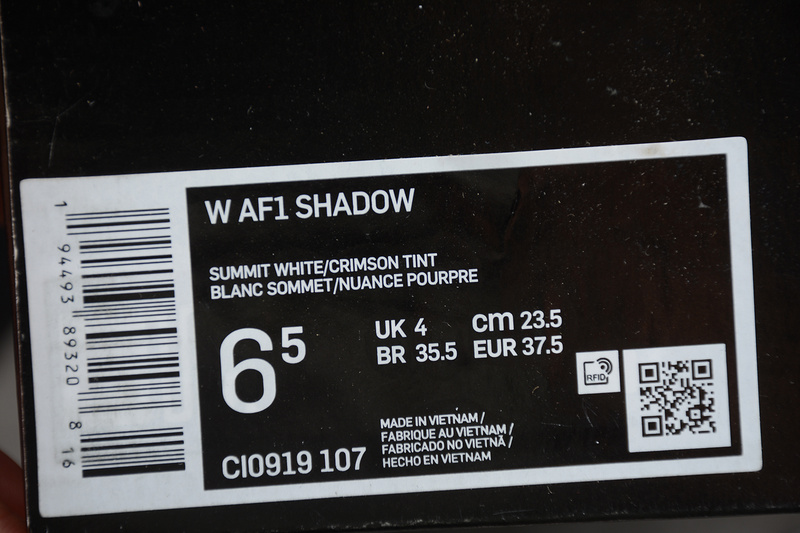 W AF1 SHADOW
SUMMIT WHITE/CRIMSON TINT
BLANC SOMMET/NUANCE POURPRE
6⁵
UK 4 cm 23.5
BR 35.5 EUR 37.5
RFID
CI0919 107
MADE IN VIETNAM /
FABRIQUE AU VIETNAM /
FABRICADO NO VIETNÃ /
HECHO EN VIETNAM
1 94493 89320 8 16